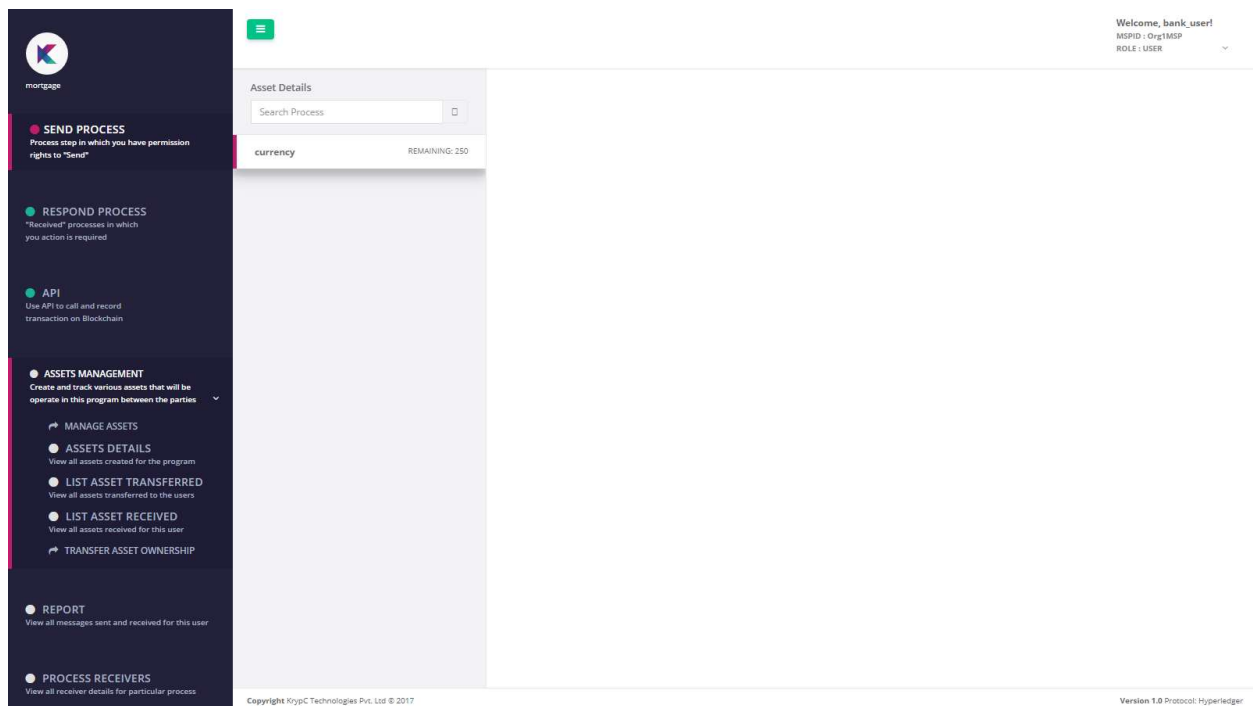 mortgage
SEND PROCESS
Process step in which you have permission
rights to "Send"
RESPOND PROCESS
"Received" processes in which
you action is required
API
Use API to call and record
transaction on Blockchain
ASSETS MANAGEMENT
Create and track various assets that will be
operate in this program between the parties
MANAGE ASSETS
ASSETS DETAILS
View all assets created for the program
LIST ASSET TRANSFERRED
View all assets transferred to the users
LIST ASSET RECEIVED
View all assets received for this user
TRANSFER ASSET OWNERSHIP
REPORT
View all messages sent and received for this user
PROCESS RECEIVERS
View all receiver details for particular process
Welcome, bank_user!
MSPID : Org1MSP
ROLE : USER
Asset Details
Search Process
currency REMAINING: 250
Copyright KrypC Technologies Pvt. Ltd © 2017
Version 1.0 Protocol: Hyperledger